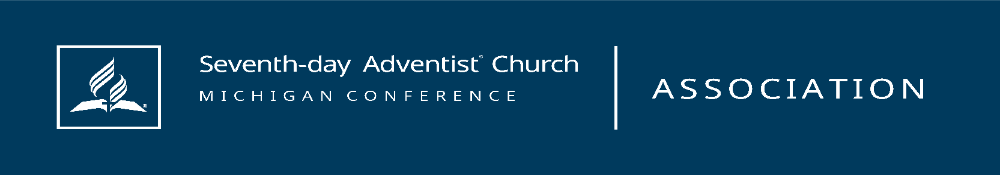 Seventh-day Adventist® Church
MICHIGAN CONFERENCE
ASSOCIATION
®